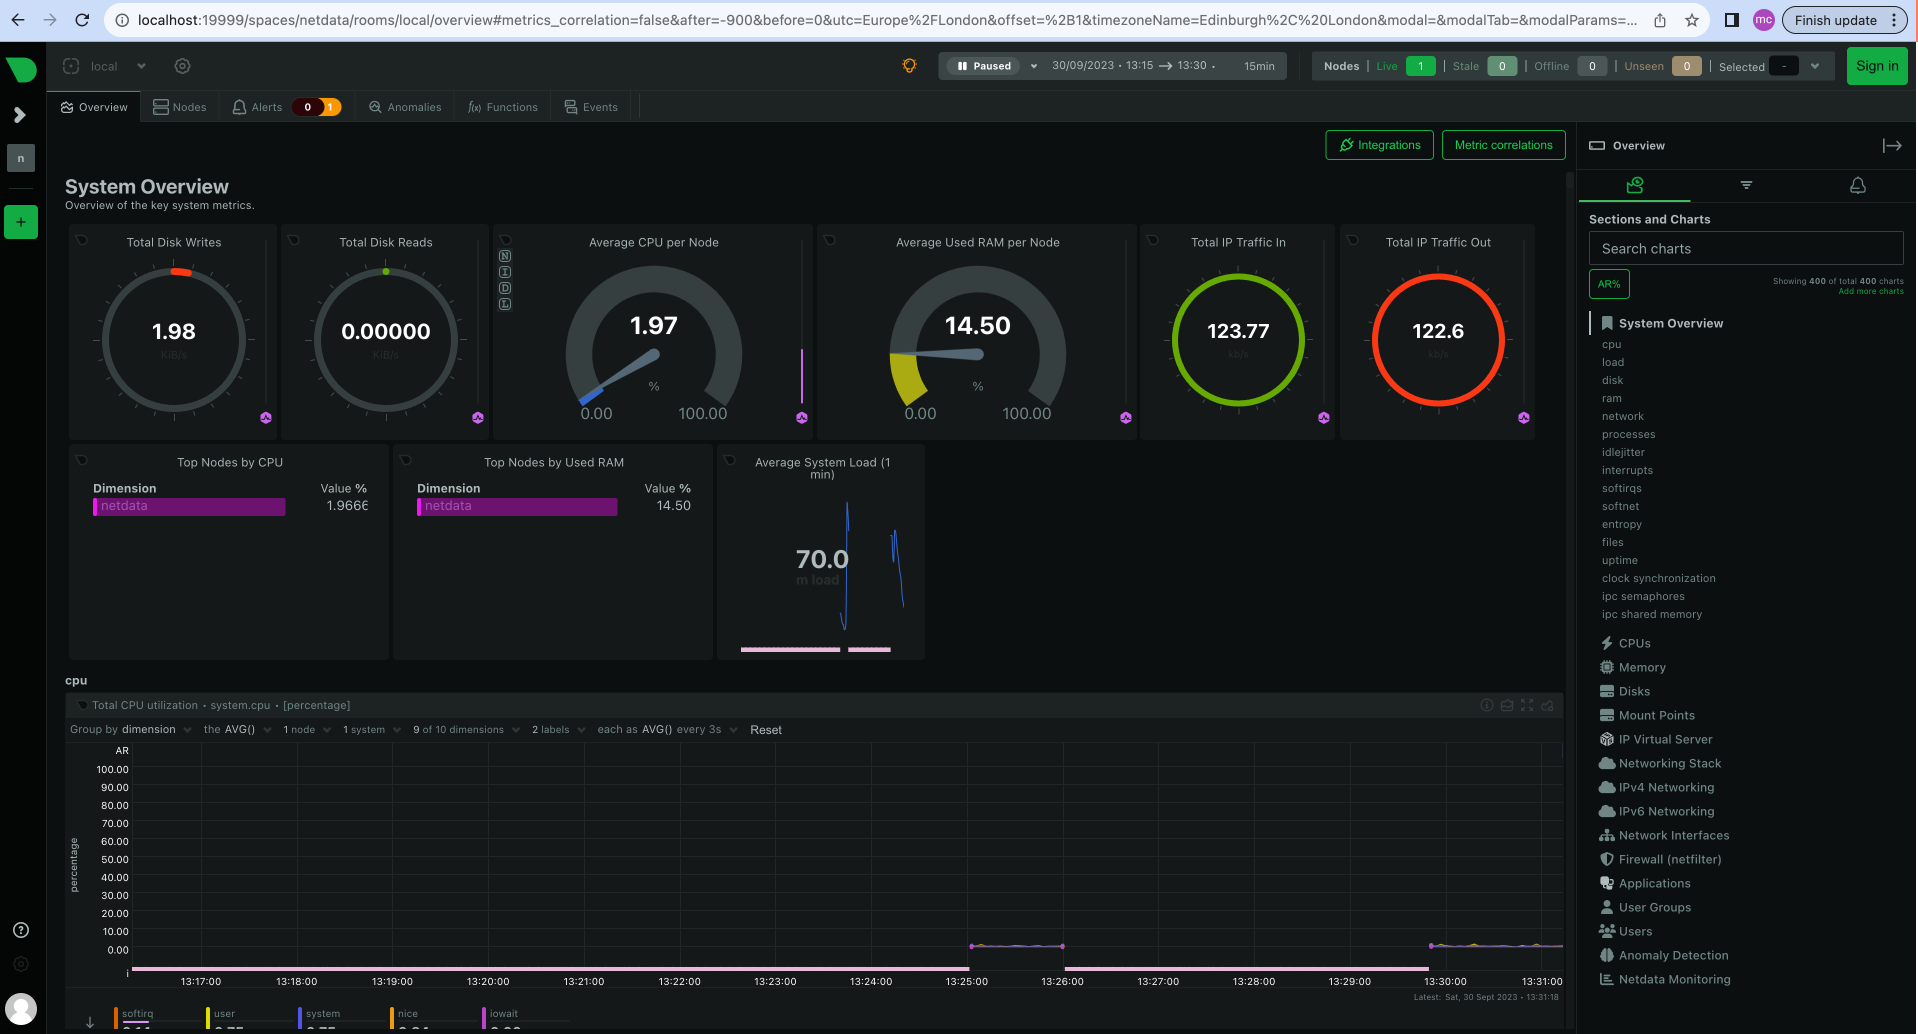 localhost:19999/spaces/netdata/rooms/local/overview#metrics_correlation=false&after=-900&before=0&utc=Europe%2FLondon&offset=%2B1&timezoneName=Edinburgh%2C%20London&modal=&modalTab=&modalParams=...
mc
Finish update
local
Paused
30/09/2023 • 13:15 → 13:30 •
15min
Nodes | Live 1 | Stale 0 | Offline 0 | Unseen 0 | Selected -
Sign in
Overview
Nodes
Alerts 0 1
Anomalies
f(x) Functions
Events
n
+
Integrations
Metric correlations
System Overview
Overview of the key system metrics.
Total Disk Writes
1.98
KiB/s
Total Disk Reads
0.00000
KiB/s
N
I
D
L
Average CPU per Node
1.97
%
0.00
100.00
Average Used RAM per Node
14.50
%
0.00
100.00
Total IP Traffic In
123.77
kb/s
Total IP Traffic Out
122.6
kb/s
Top Nodes by CPU
Dimension
Value %
netdata
Top Nodes by Used RAM
Dimension
Value %
netdata
14.50
Average System Load (1
min)
70.0
m load
cpu
Total CPU utilization • system.cpu • [percentage]
Group by dimension
the AVG()
1 node
1 system
9 of 10 dimensions
2 labels
each as AVG() every 3s
Reset
AR
100.00
90.00
80.00
70.00
60.00
50.00
40.00
30.00
20.00
10.00
0.00
percentage
i
13:17:00
13:18:00
13:19:00
13:20:00
13:21:00
13:22:00
13:23:00
13:24:00
13:25:00
13:26:00
13:27:00
13:28:00
13:29:00
13:30:00
13:31:00
Latest: Sat, 30 Sept 2023 • 13:31:18
softirq
user
system
nice
iowait
Overview
Sections and Charts
Search charts
AR%
Showing 400 of total 400 charts
Add more charts
System Overview
cpu
load
disk
ram
network
processes
idlejitter
interrupts
softirqs
softnet
entropy
files
uptime
clock synchronization
ipc semaphores
ipc shared memory
CPUs
Memory
Disks
Mount Points
IP Virtual Server
Networking Stack
IPv4 Networking
IPv6 Networking
Network Interfaces
Firewall (netfilter)
Applications
User Groups
Users
Anomaly Detection
Netdata Monitoring